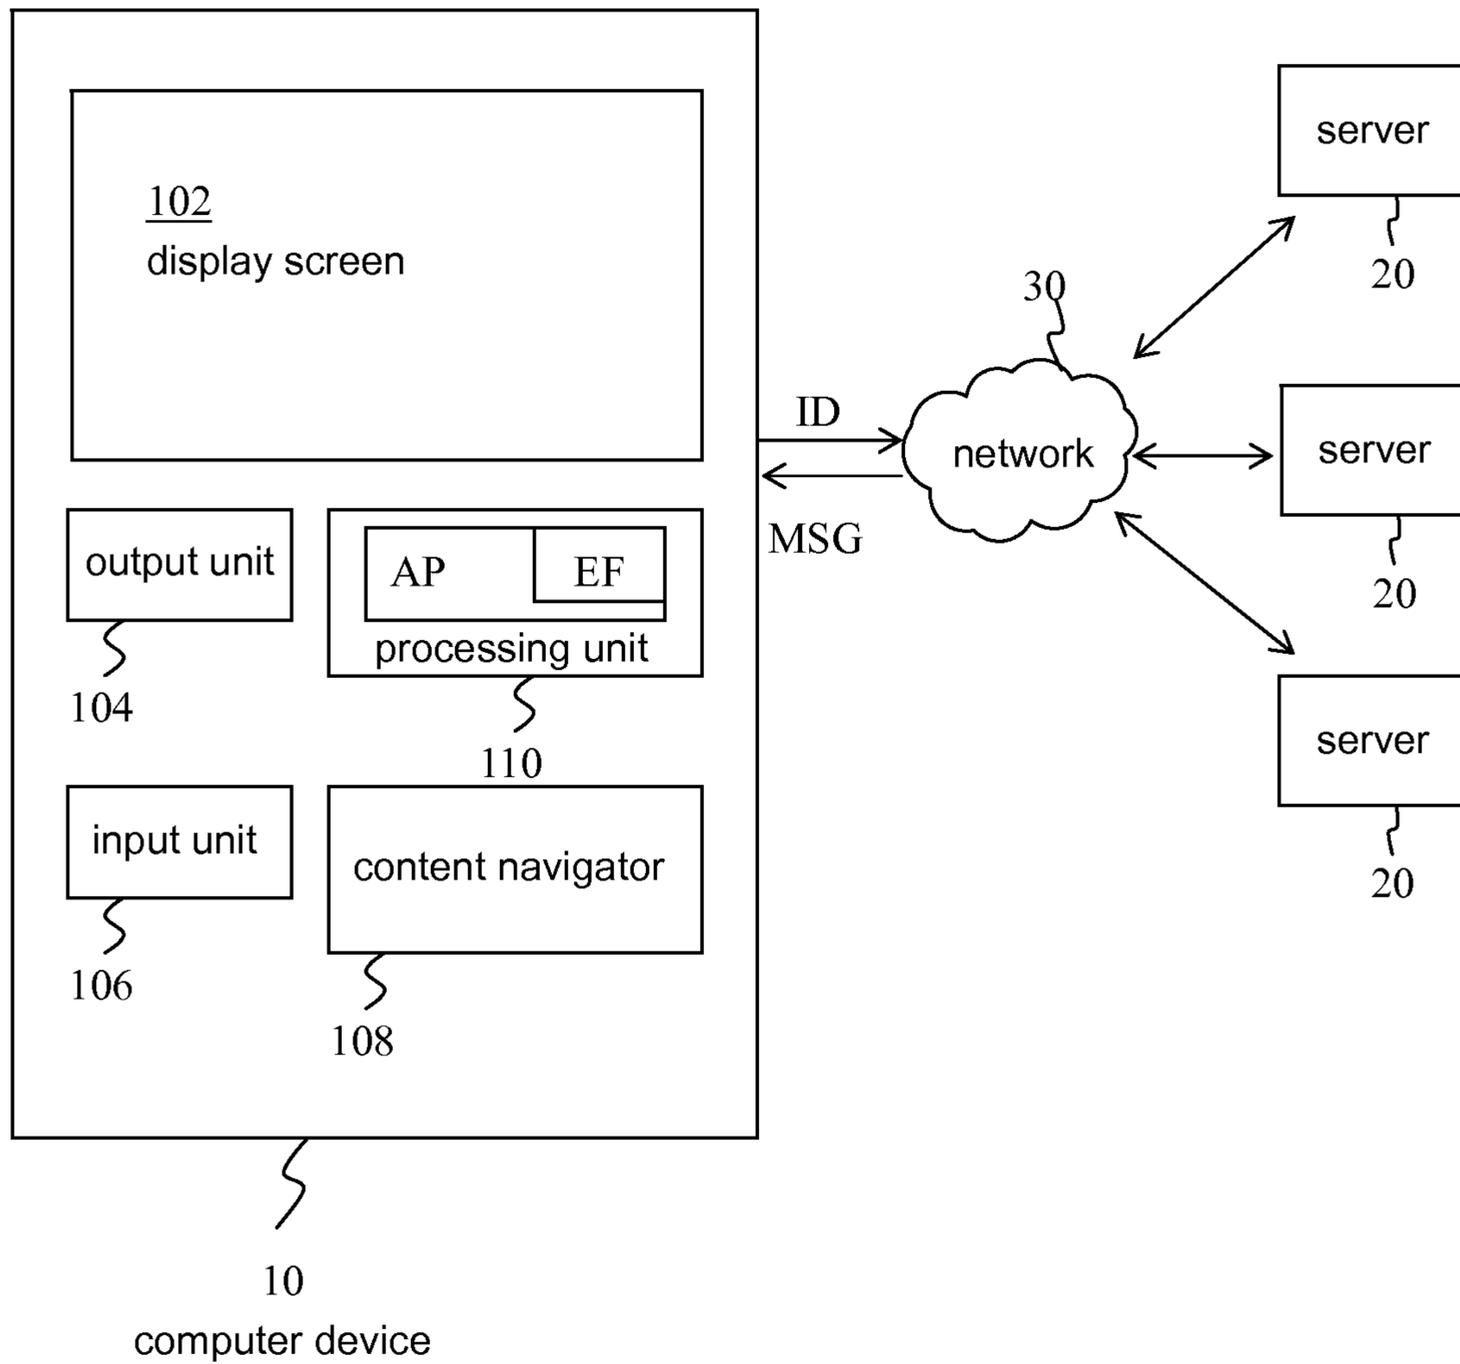 102
display screen
output unit
104
AP
EF
processing unit
110
input unit
106
content navigator
108
10
computer device
ID
MSG
30
network
server
20
server
20
server
20